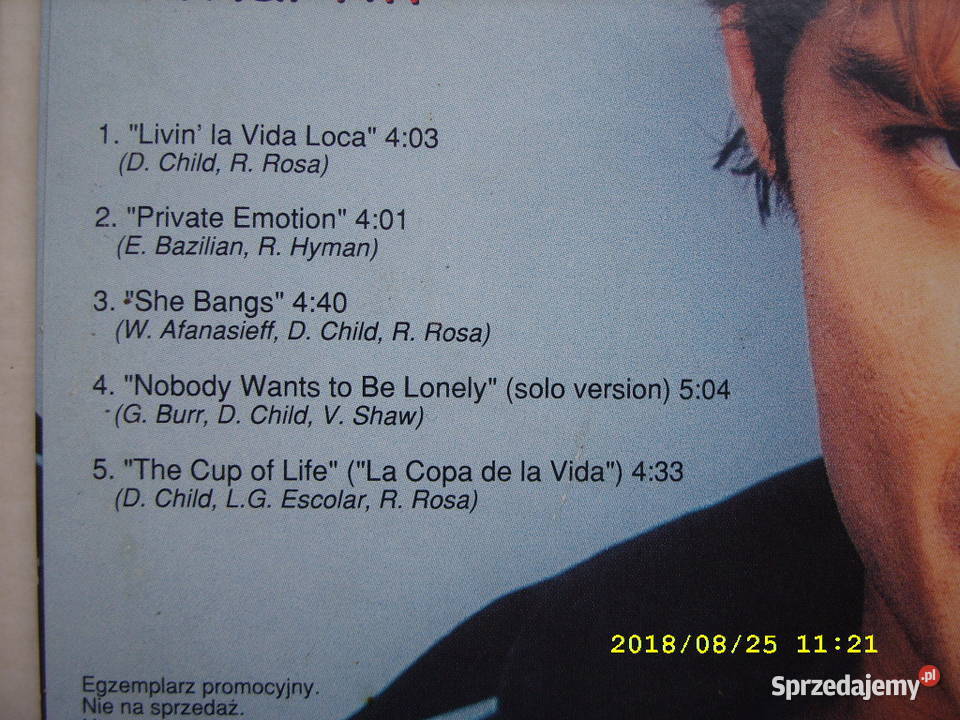 1. "Livin' la Vida Loca" 4:03
(D. Child, R. Rosa)
2. "Private Emotion" 4:01
(E. Bazilian, R. Hyman)
3. "She Bangs" 4:40
(W. Afanasieff, D. Child, R. Rosa)
4. "Nobody Wants to Be Lonely" (solo version) 5:04
(G. Burr, D. Child, V. Shaw)
5. "The Cup of Life" ("La Copa de la Vida") 4:33
(D. Child, L.G. Escolar, R. Rosa)
2018/08/25 11:21
Egzemplarz promocyjny.
Nie na sprzedaż.
Sprzedajemy.pl